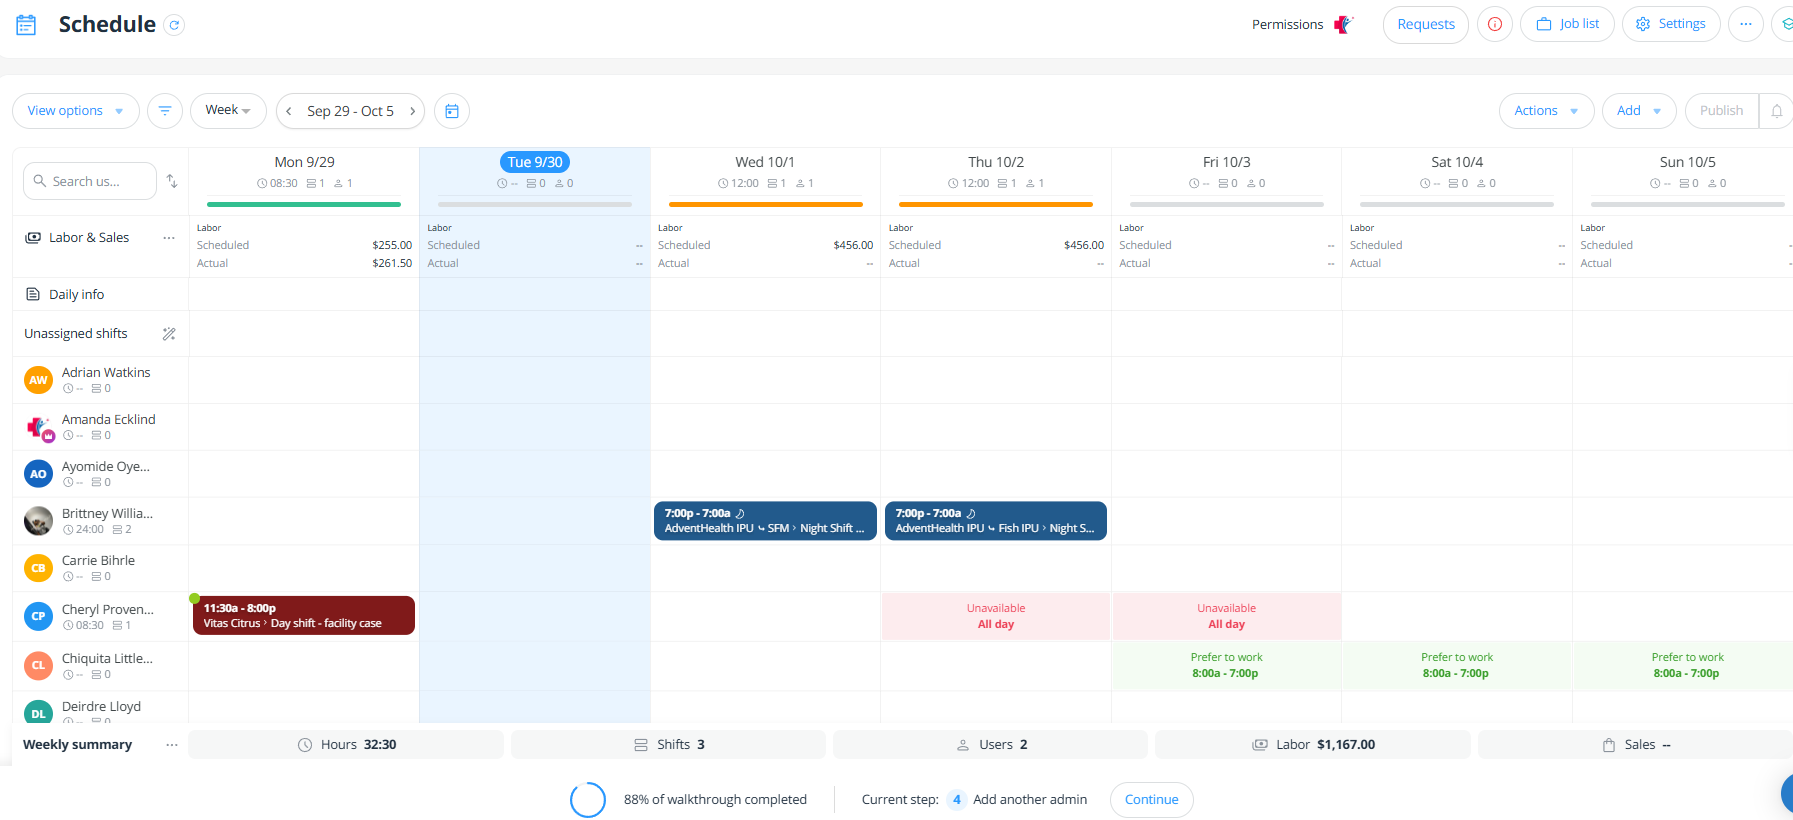 Schedule
Permissions
Requests
Job list
Settings
View options
Week
Sep 29 - Oct 5
Actions
Add
Publish
Search us...
Mon 9/29
08:30 1 1
Tue 9/30
-- 0 0
Wed 10/1
12:00 1 1
Thu 10/2
12:00 1 1
Fri 10/3
-- 0 0
Sat 10/4
-- 0 0
Sun 10/5
-- 0 0
Labor & Sales
Labor
Scheduled $255.00
Actual $261.50
Labor
Scheduled --
Actual --
Labor
Scheduled $456.00
Actual --
Labor
Scheduled $456.00
Actual --
Labor
Scheduled --
Actual --
Labor
Scheduled --
Actual --
Labor
Scheduled --
Actual --
Daily info
Unassigned shifts
AW
Adrian Watkins
-- 0
Amanda Ecklind
-- 0
AO
Ayomide Oye...
-- 0
Brittney Willia...
24:00 2
7:00p - 7:00a
AdventHealth IPU ⤷ SFM > Night Shift ...
7:00p - 7:00a
AdventHealth IPU ⤷ Fish IPU > Night S...
CB
Carrie Bihrle
-- 0
CP
Cheryl Proven...
08:30 1
11:30a - 8:00p
Vitas Citrus > Day shift - facility case
Unavailable
All day
Unavailable
All day
CL
Chiquita Little...
-- 0
Prefer to work
8:00a - 7:00p
Prefer to work
8:00a - 7:00p
Prefer to work
8:00a - 7:00p
DL
Deirdre Lloyd
-- 0
Weekly summary
Hours 32:30
Shifts 3
Users 2
Labor $1,167.00
Sales --
88% of walkthrough completed
Current step: 4 Add another admin
Continue